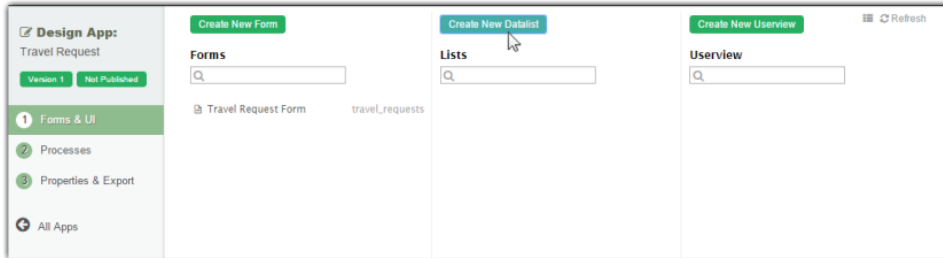 Design App:
Travel Request
Version 1 Not Published
1 Forms & UI
2 Processes
3 Properties & Export
All Apps
Create New Form
Forms
Travel Request Form travel_requests
Create New Datalist
Lists
Create New Userview
Userview
Refresh